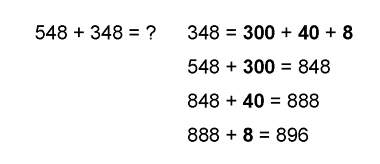 548 + 348 = ? 348 = 300 + 40 + 8
548 + 300 = 848
848 + 40 = 888
888 + 8 = 896